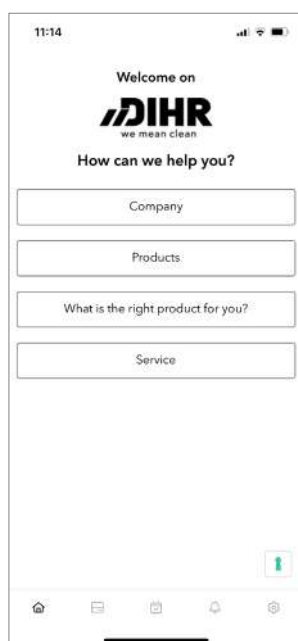 11:14
Welcome on
DIHR
we mean clean
How can we help you?
Company
Products
What is the right product for you?
Service